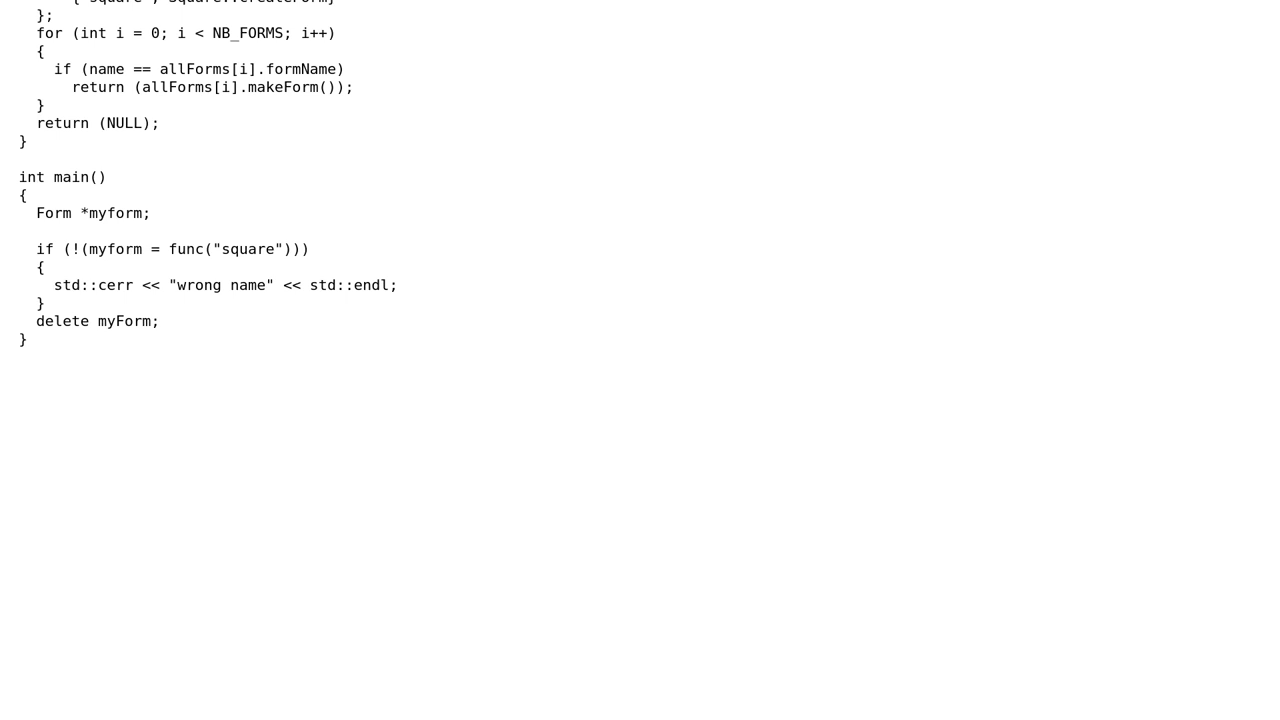 };
for (int i = 0; i < NB_FORMS; i++)
{
if (name == allForms[i].formName)
return (allForms[i].makeForm());
}
return (NULL);
}
int main()
{
Form *myform;
if (!(myform = func("square")))
{
std::cerr << "wrong name" << std::endl;
}
delete myForm;
}